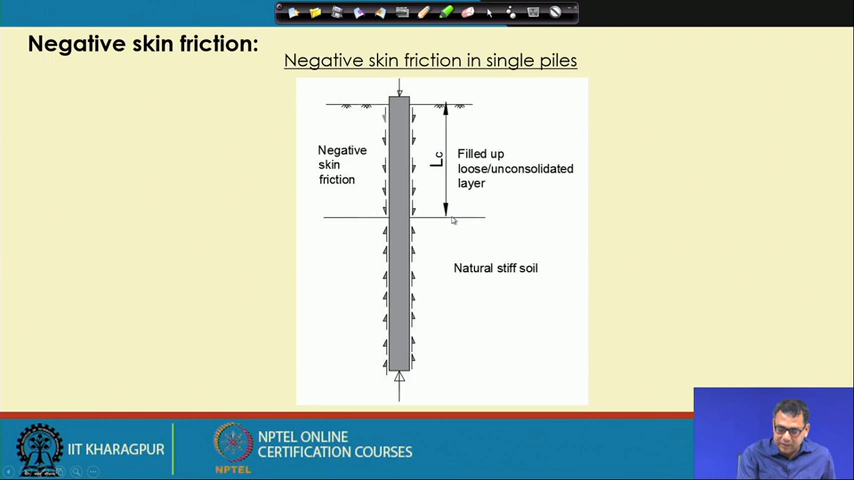 Negative skin friction:
Negative skin friction in single piles
Negative
skin
friction
Lc
Filled up
loose/unconsolidated
layer
Natural stiff soil
IIT KHARAGPUR
NPTEL
NPTEL ONLINE
CERTIFICATION COURSES